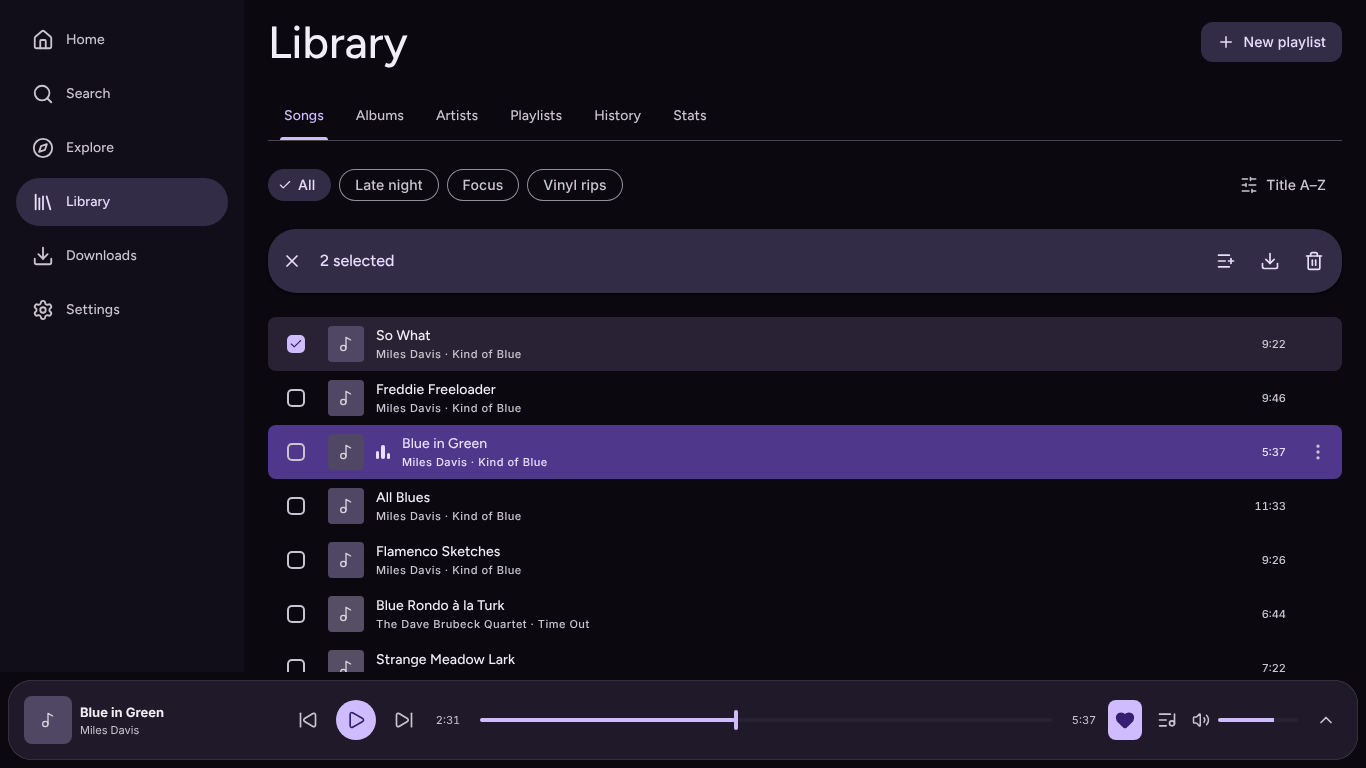 Home
Search
Explore
Library
Downloads
Settings
Library
New playlist
Songs Albums Artists Playlists History Stats
All Late night Focus Vinyl rips Title A–Z
2 selected
So What
Miles Davis · Kind of Blue
9:22
Freddie Freeloader
Miles Davis · Kind of Blue
9:46
Blue in Green
Miles Davis · Kind of Blue
5:37
All Blues
Miles Davis · Kind of Blue
11:33
Flamenco Sketches
Miles Davis · Kind of Blue
9:26
Blue Rondo à la Turk
The Dave Brubeck Quartet · Time Out
6:44
Strange Meadow Lark
7:22
Blue in Green
Miles Davis
2:31
5:37